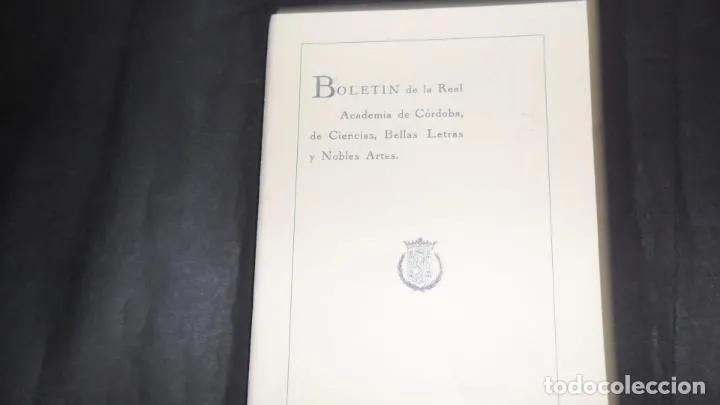 BOLETIN de la Real
Academia de Córdoba,
de Ciencias, Bellas Letras
y Nobles Artes.
todocoleccion